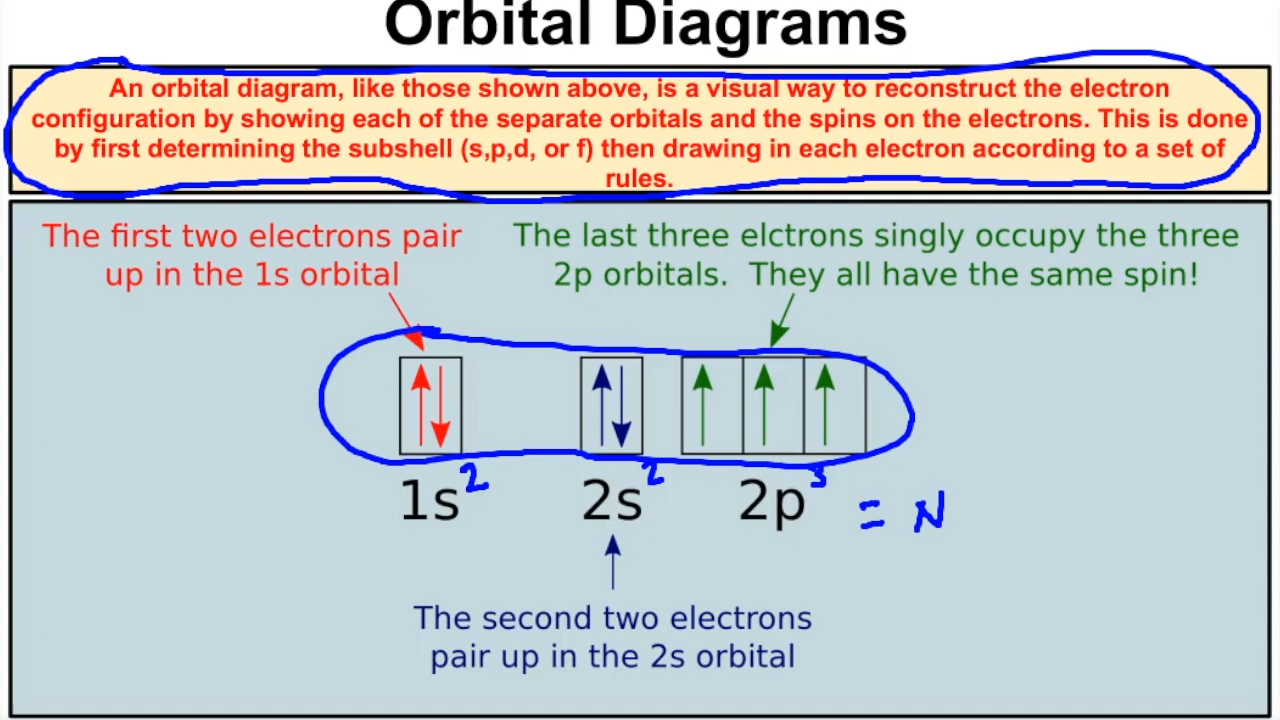 Orbital Diagrams
An orbital diagram, like those shown above, is a visual way to reconstruct the electron
configuration by showing each of the separate orbitals and the spins on the electrons. This is done
by first determining the subshell (s,p,d, or f) then drawing in each electron according to a set of
rules.
The first two electrons pair
up in the 1s orbital
The last three elctrons singly occupy the three
2p orbitals. They all have the same spin!
1s² 2s² 2p³ = N
The second two electrons
pair up in the 2s orbital